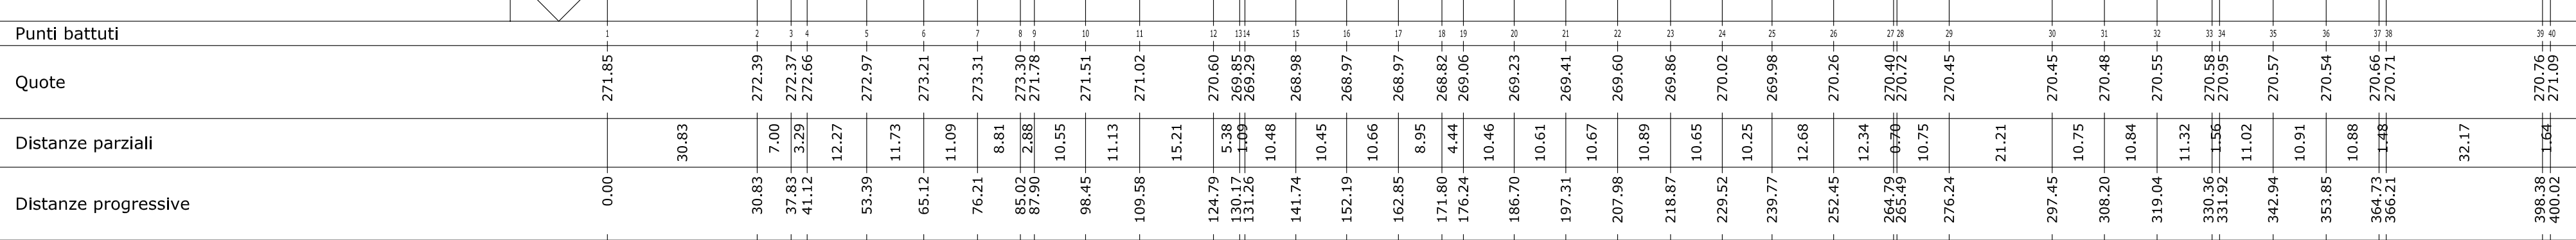 Punti battuti 1 2 3 4 5 6 7 8 9 10 11 12 13 14 15 16 17 18 19 20 21 22 23 24 25 26 27 28 29 30 31 32 33 34 35 36 37 38 39 40
Quote 271.85 272.39 272.37 272.66 272.97 273.21 273.31 273.30 271.78 271.51 271.02 270.60 269.85 269.29 268.98 268.97 268.97 268.82 269.06 269.23 269.41 269.60 269.86 270.02 269.98 270.26 270.40 270.72 270.45 270.45 270.48 270.55 270.58 270.95 270.57 270.54 270.66 270.71 270.76 271.09
Distanze parziali 30.83 7.00 3.29 12.27 11.73 11.09 8.81 2.88 10.55 11.13 15.21 5.38 1.09 10.48 10.45 10.66 8.95 4.44 10.46 10.61 10.67 10.89 10.65 10.25 12.68 12.34 0.70 10.75 21.21 10.75 10.84 11.32 1.56 11.02 10.91 10.88 1.48 32.17 1.64
Distanze progressive 0.00 30.83 37.83 41.12 53.39 65.12 76.21 85.02 87.90 98.45 109.58 124.79 130.17 131.26 141.74 152.19 162.85 171.80 176.24 186.70 197.31 207.98 218.87 229.52 239.77 252.45 264.79 265.49 276.24 297.45 308.20 319.04 330.36 331.92 342.94 353.85 364.73 366.21 398.38 400.02